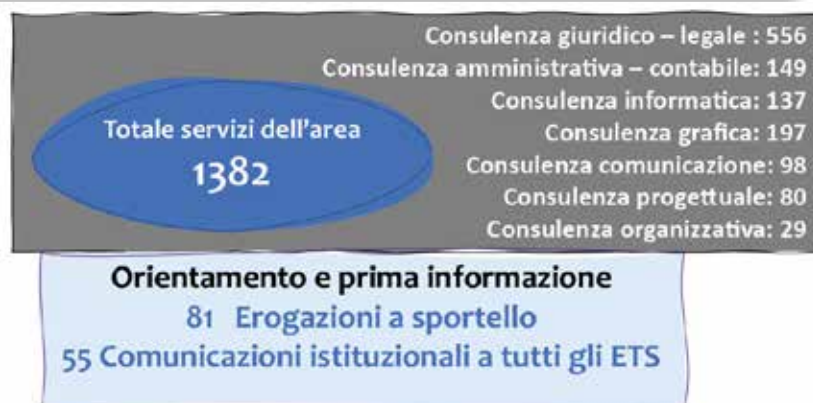 Consulenza giuridico – legale : 556
Consulenza amministrativa – contabile: 149
Consulenza informatica: 137
Consulenza grafica: 197
Consulenza comunicazione: 98
Consulenza progettuale: 80
Consulenza organizzativa: 29
Totale servizi dell'area
1382
Orientamento e prima informazione
81 Erogazioni a sportello
55 Comunicazioni istituzionali a tutti gli ETS